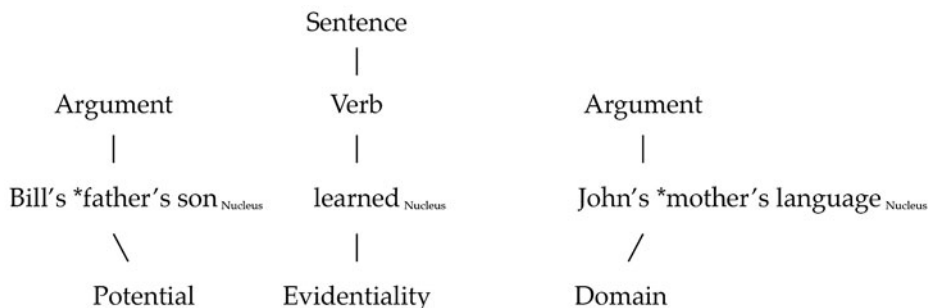 Sentence
Argument Verb Argument
Bill's *father's son Nucleus learned Nucleus John's *mother's language Nucleus
Potential Evidentiality Domain